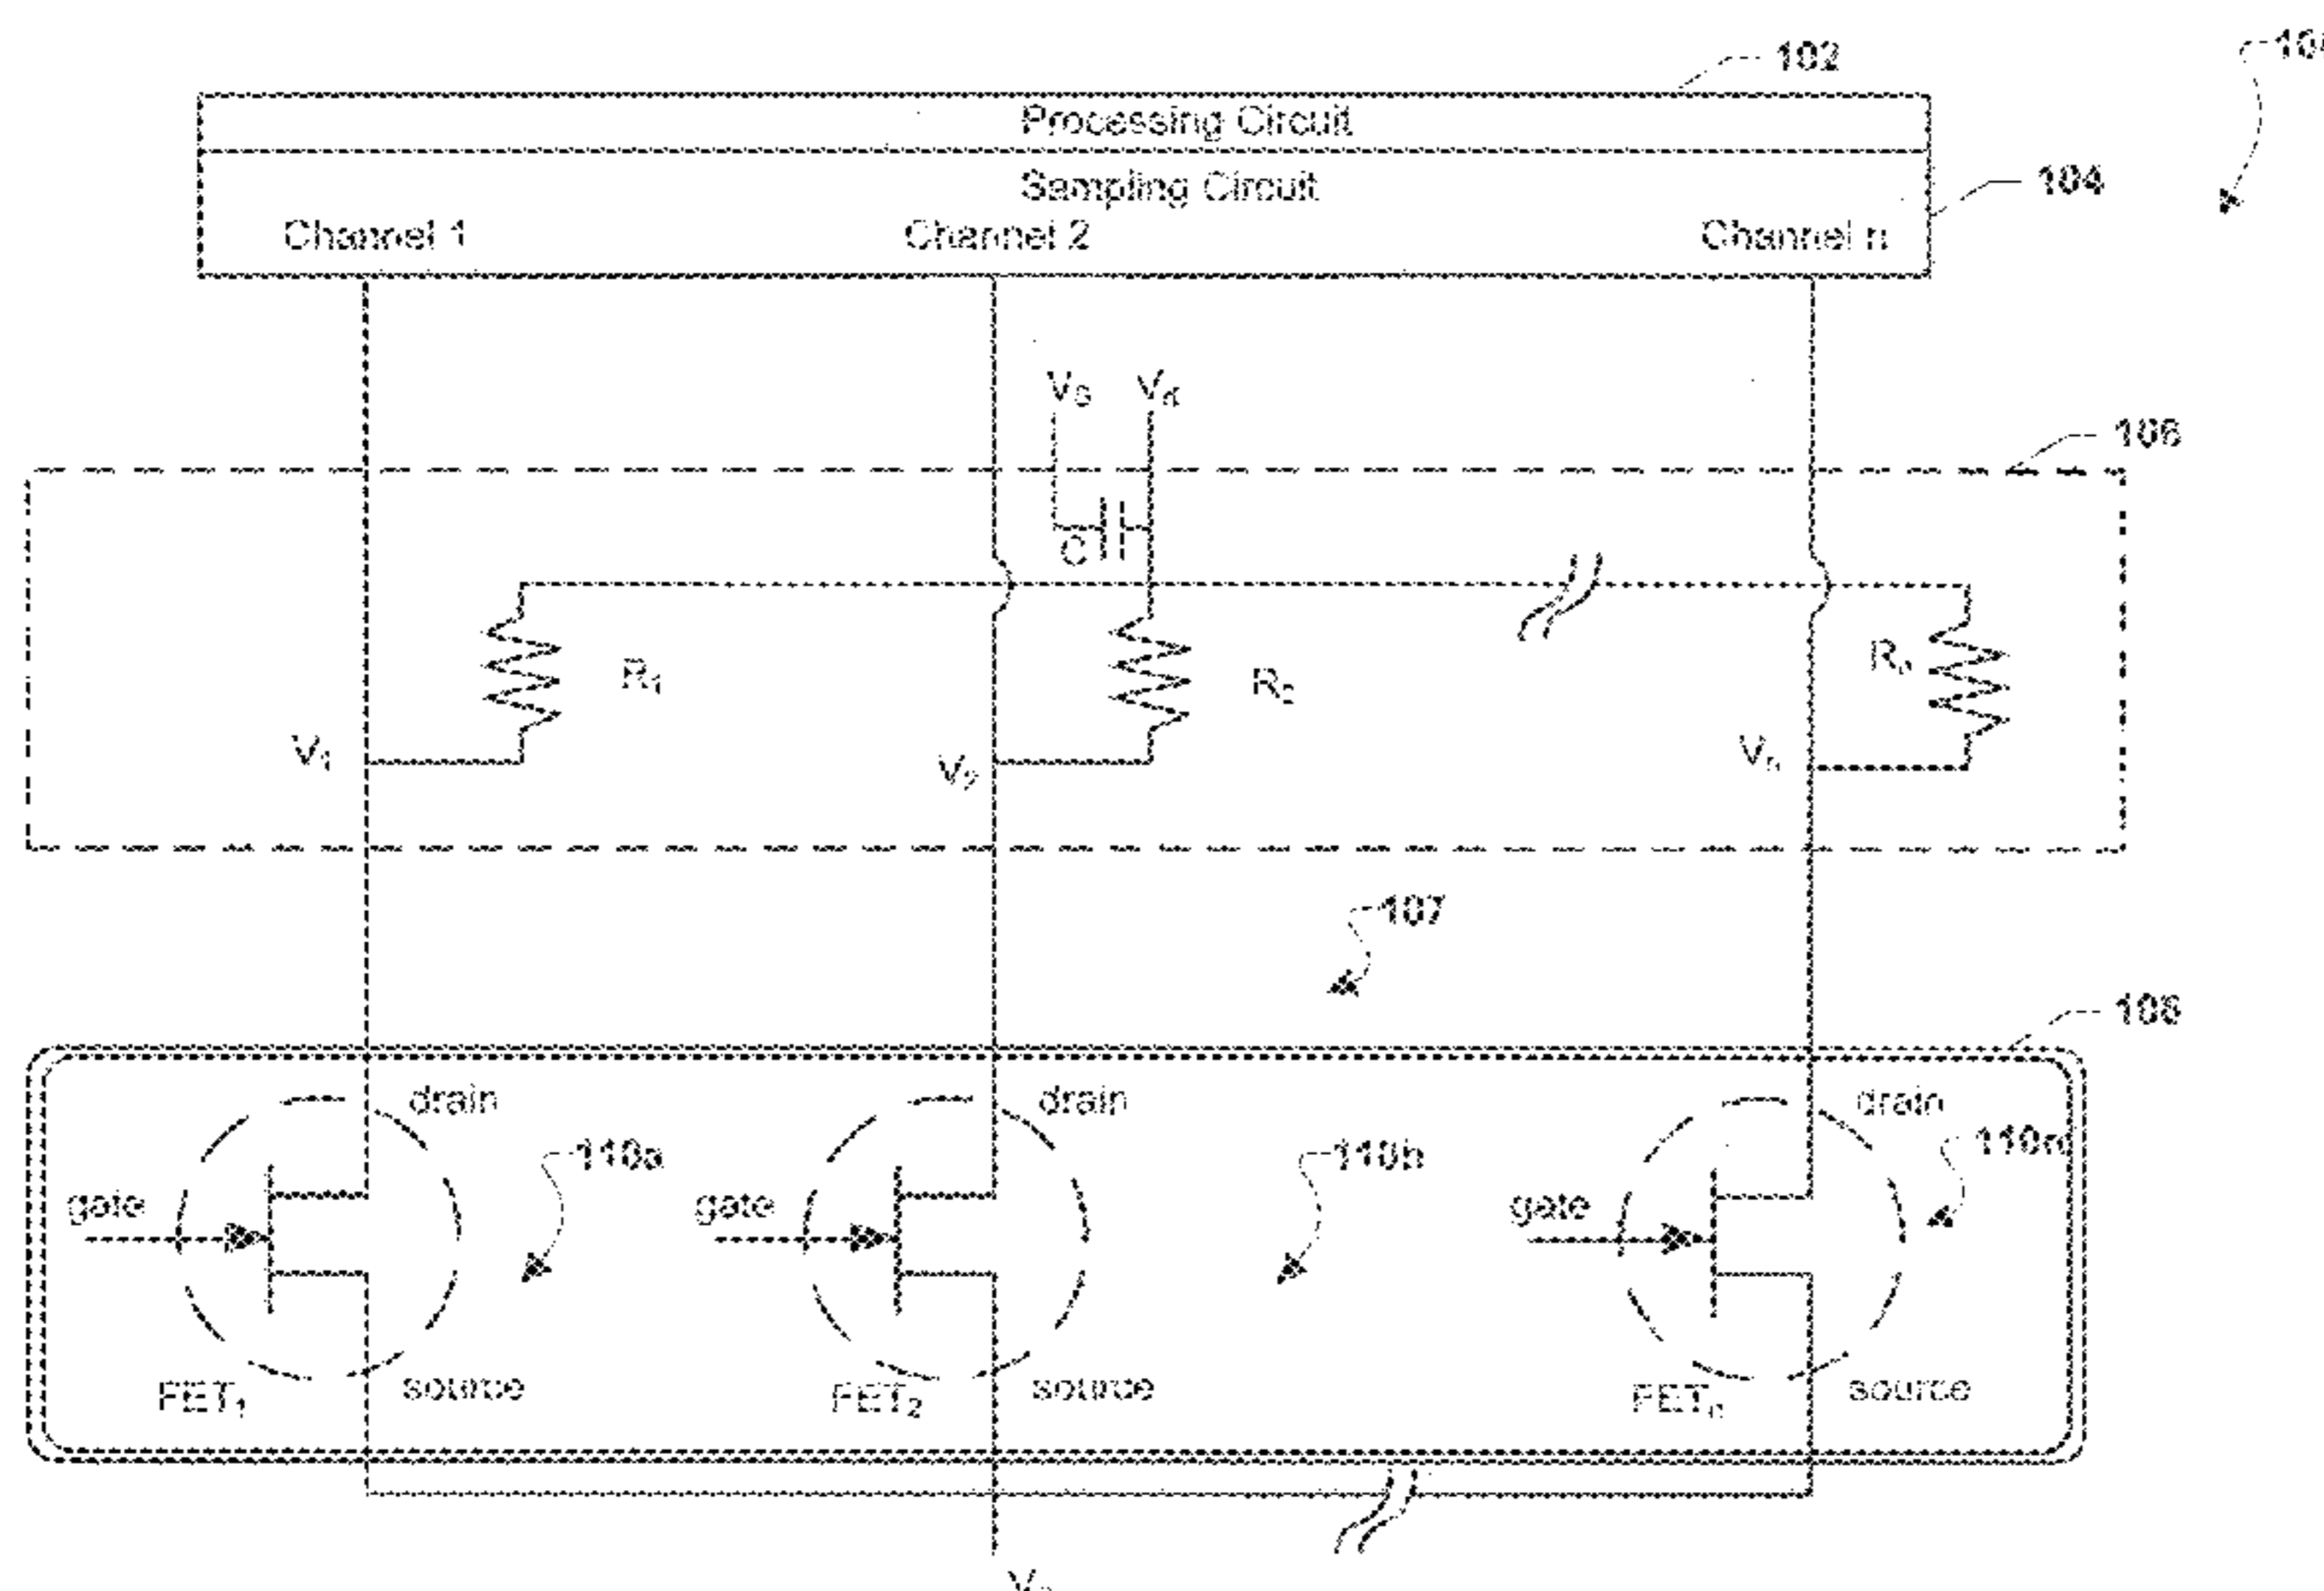 102
Processing Circuit
Sampling Circuit
104
Channel 1
Channel 2
Channel n
106
C
R₁
R₂
Rₙ
V₁
V₂
Vₙ
107
108
drain
drain
drain
110a
110b
110n
gate
gate
gate
FET₁
source
FET₂
source
FETₙ
source